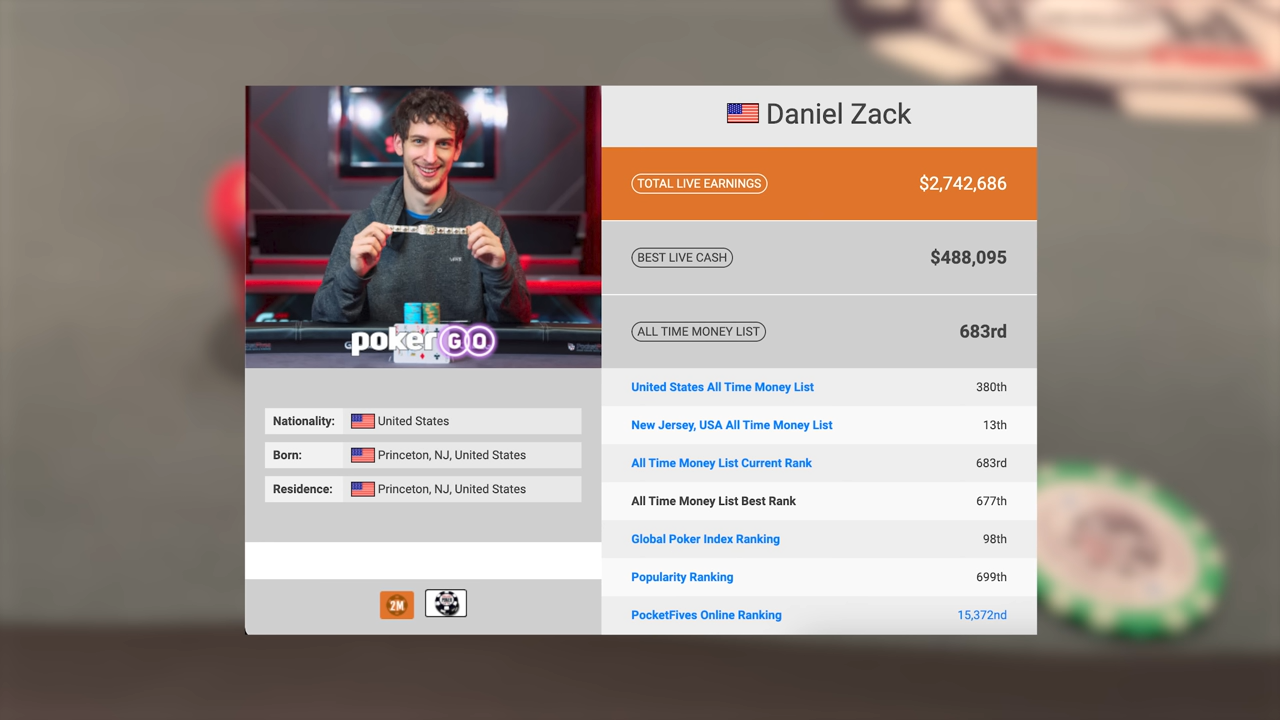 Daniel Zack
TOTAL LIVE EARNINGS $2,742,686
BEST LIVE CASH $488,095
ALL TIME MONEY LIST 683rd
United States All Time Money List 380th
New Jersey, USA All Time Money List 13th
All Time Money List Current Rank 683rd
All Time Money List Best Rank 677th
Global Poker Index Ranking 98th
Popularity Ranking 699th
PocketFives Online Ranking 15,372nd
poker GO
Nationality: United States
Born: Princeton, NJ, United States
Residence: Princeton, NJ, United States
2M
POKER